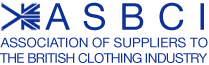 ASBCI
ASSOCIATION OF SUPPLIERS TO
THE BRITISH CLOTHING INDUSTRY